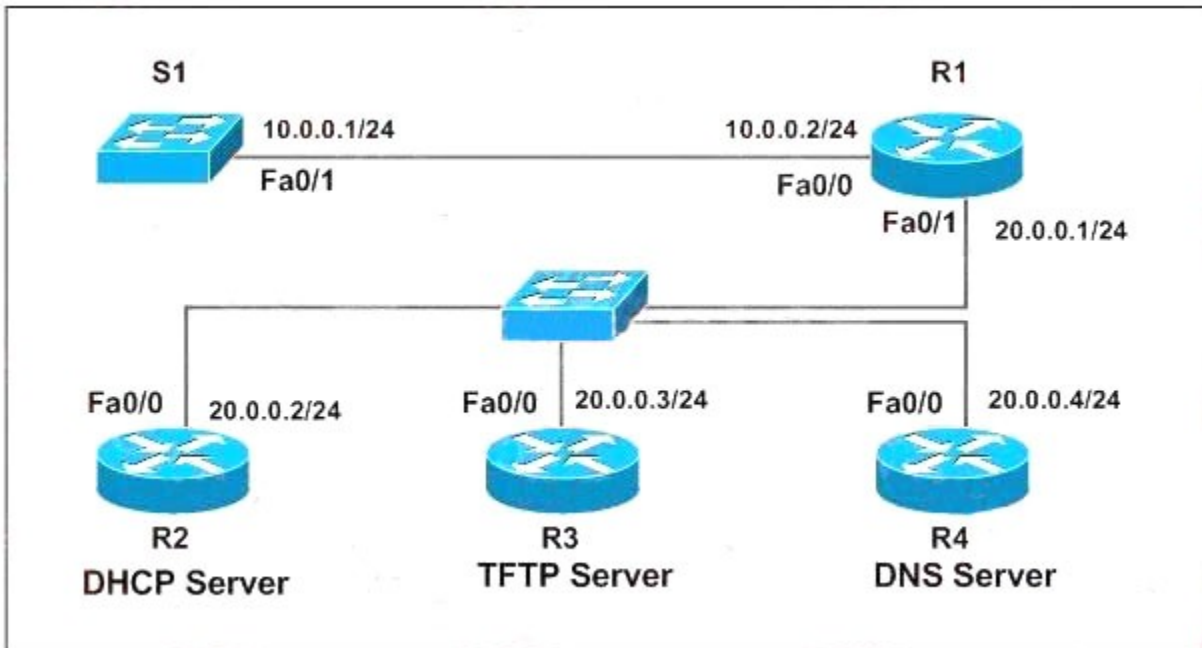 S1
R1
10.0.0.1/24
10.0.0.2/24
Fa0/1
Fa0/0
Fa0/1
20.0.0.1/24
Fa0/0
20.0.0.2/24
Fa0/0
20.0.0.3/24
Fa0/0
20.0.0.4/24
R2
R3
R4
DHCP Server
TFTP Server
DNS Server